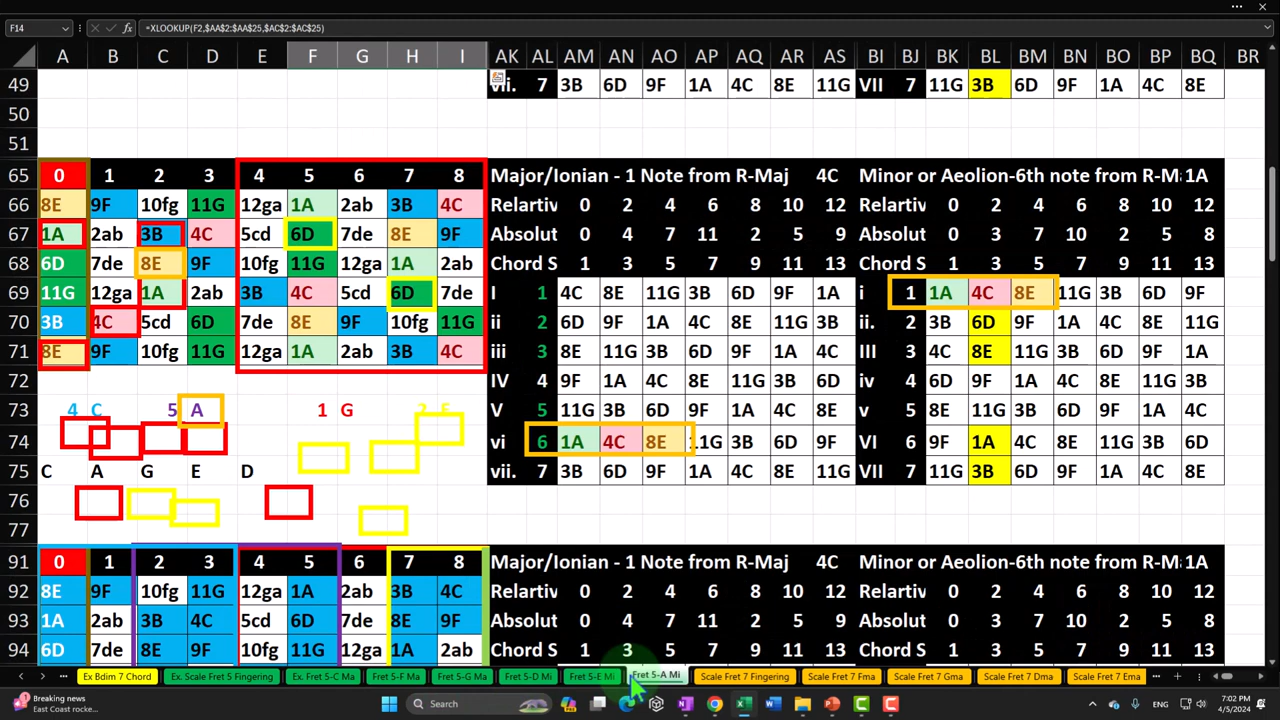 F14 fx =XLOOKUP(F2,$AA$2:$AA$25,$AC$2:$AC$25)
A B C D E F G H I AK AL AM AN AO AP AQ AR AS BI BJ BK BL BM BN BO BP BQ BR
49 vii. 7 3B 6D 9F 1A 4C 8E 11G VII 7 11G 3B 6D 9F 1A 4C 8E
50
51
65 0 1 2 3 4 5 6 7 8 Major/Ionian - 1 Note from R-Maj 4C Minor or Aeolion-6th note from R-M 1A
66 8E 9F 10fg 11G 12ga 1A 2ab 3B 4C Relartiv 0 2 4 6 8 10 12 Relartiv 0 2 4 6 8 10 12
67 1A 2ab 3B 4C 5cd 6D 7de 8E 9F Absolut 0 4 7 11 2 5 9 Absolut 0 3 7 10 2 5 8
68 6D 7de 8E 9F 10fg 11G 12ga 1A 2ab Chord S 1 3 5 7 9 11 13 Chord S 1 3 5 7 9 11 13
69 11G 12ga 1A 2ab 3B 4C 5cd 6D 7de I 1 4C 8E 11G 3B 6D 9F 1A i 1 1A 4C 8E 11G 3B 6D 9F
70 3B 4C 5cd 6D 7de 8E 9F 10fg 11G ii 2 6D 9F 1A 4C 8E 11G 3B ii. 2 3B 6D 9F 1A 4C 8E 11G
71 8E 9F 10fg 11G 12ga 1A 2ab 3B 4C iii 3 8E 11G 3B 6D 9F 1A 4C III 3 4C 8E 11G 3B 6D 9F 1A
72 IV 4 9F 1A 4C 8E 11G 3B 6D iv 4 6D 9F 1A 4C 8E 11G 3B
73 4 C 5 A 1 G 2 E V 5 11G 3B 6D 9F 1A 4C 8E v 5 8E 11G 3B 6D 9F 1A 4C
74 vi 6 1A 4C 8E 11G 3B 6D 9F VI 6 9F 1A 4C 8E 11G 3B 6D
75 C A G E D vii. 7 3B 6D 9F 1A 4C 8E 11G VII 7 11G 3B 6D 9F 1A 4C 8E
76
77
91 0 1 2 3 4 5 6 7 8 Major/Ionian - 1 Note from R-Maj 4C Minor or Aeolion-6th note from R-M 1A
92 8E 9F 10fg 11G 12ga 1A 2ab 3B 4C Relartiv 0 2 4 6 8 10 12 Relartiv 0 2 4 6 8 10 12
93 1A 2ab 3B 4C 5cd 6D 7de 8E 9F Absolut 0 4 7 11 2 5 9 Absolut 0 3 7 10 2 5 8
94 6D 7de 8E 9F 10fg 11G 12ga 1A 2ab Chord S 1 3 5 7 9 11 13 Chord S 1 3 5 7 9 11 13
Ex Bdim 7 Chord Ex. Scale Fret 5 Fingering Ex. Fret 5-C Ma Fret 5-F Ma Fret 5-G Ma Fret 5-D Mi Fret 5-E Mi Fret 5-A Mi Scale Fret 7 Fingering Fret 7 Fma Fret 7 Gma Fret 7 Dma Fret 7 Ema
Breaking news
East Coast rocke...
Search
7:02 PM
4/5/2024